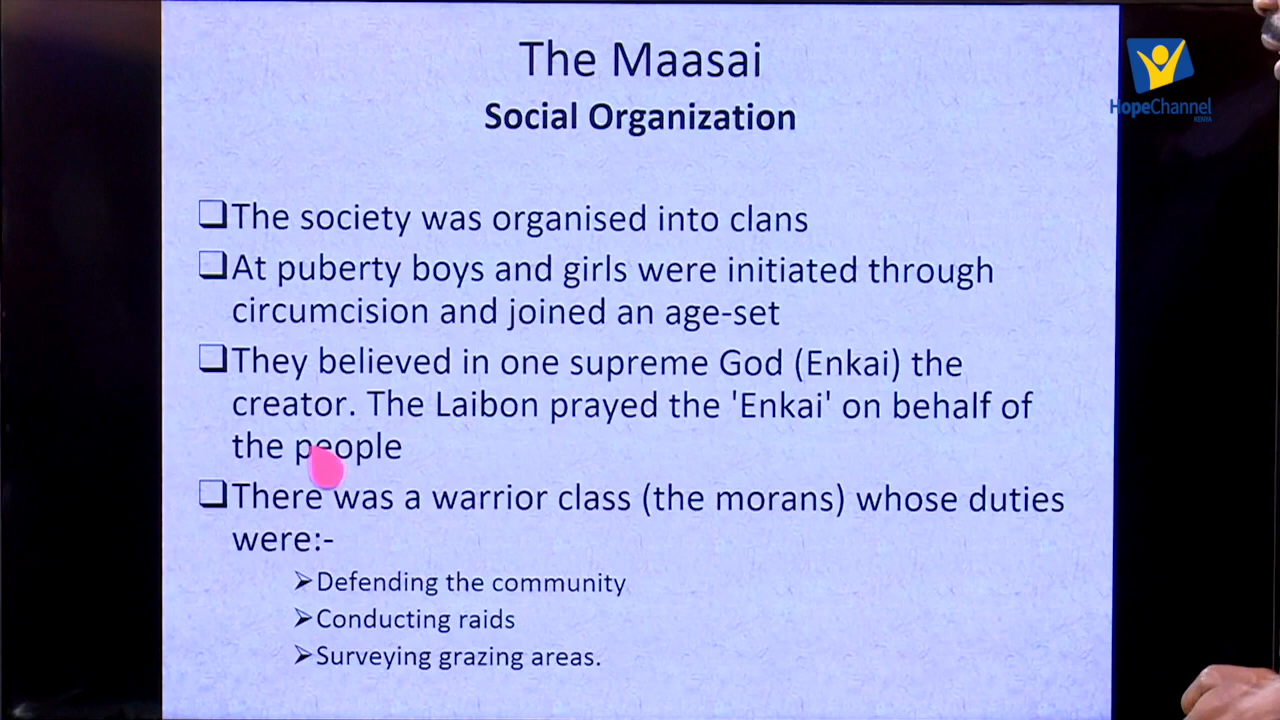 The Maasai
Social Organization
HopeChannel
KENYA
❑The society was organised into clans
❑At puberty boys and girls were initiated through
circumcision and joined an age-set
❑They believed in one supreme God (Enkai) the
creator. The Laibon prayed the 'Enkai' on behalf of
the people
❑There was a warrior class (the morans) whose duties
were:-
➢Defending the community
➢Conducting raids
➢Surveying grazing areas.